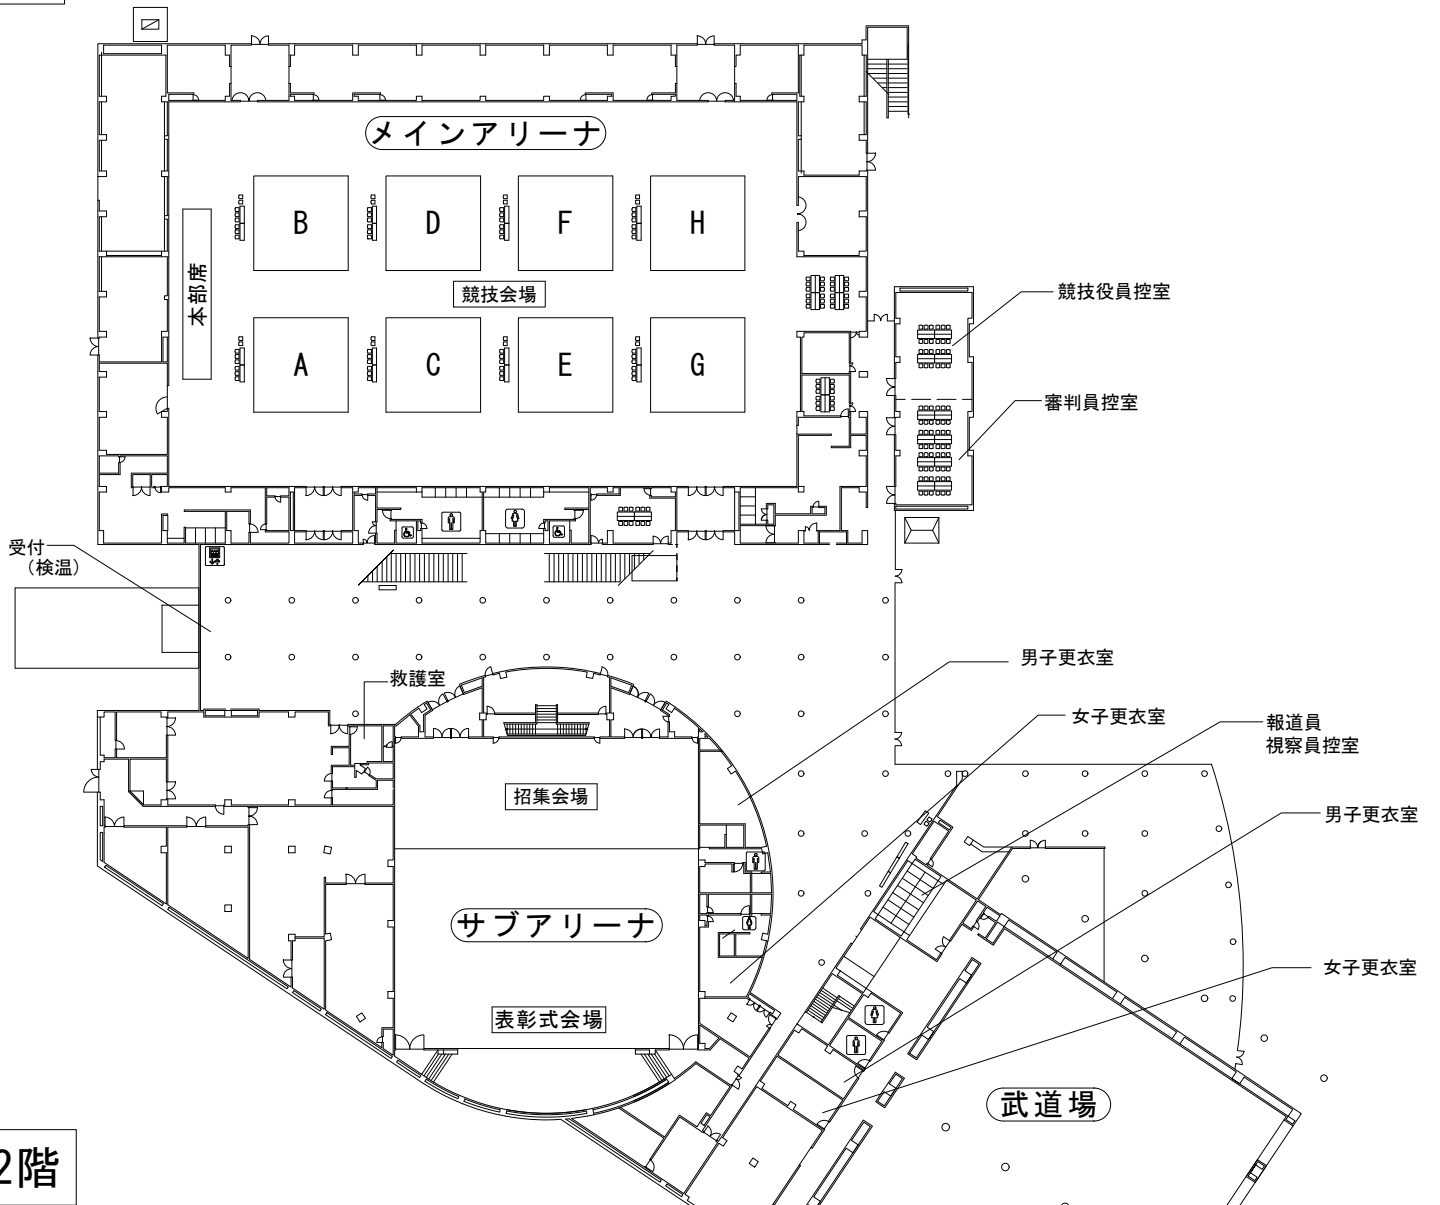 メインアリーナ
B
D
F
H
本部席
競技会場
A
C
E
G
競技役員控室
審判員控室
受付
（検温）
救護室
男子更衣室
女子更衣室
報道員
視察員控室
招集会場
男子更衣室
サブアリーナ
女子更衣室
表彰式会場
武道場
2階